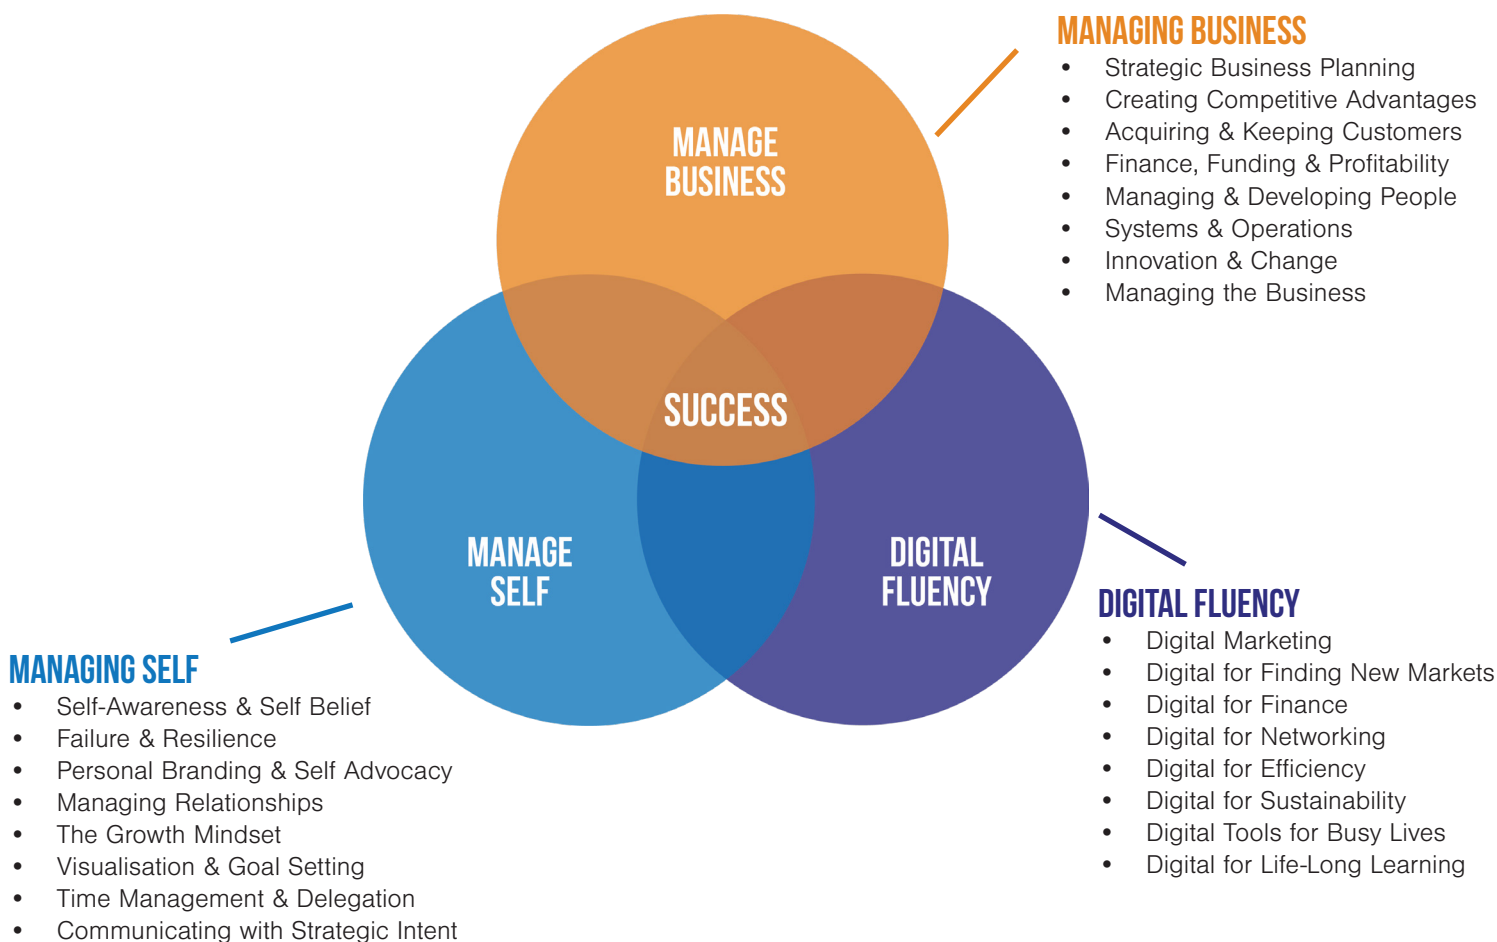 MANAGING BUSINESS
• Strategic Business Planning
• Creating Competitive Advantages
• Acquiring & Keeping Customers
• Finance, Funding & Profitability
• Managing & Developing People
• Systems & Operations
• Innovation & Change
• Managing the Business
MANAGE
BUSINESS
SUCCESS
MANAGE
SELF
DIGITAL
FLUENCY
MANAGING SELF
• Self-Awareness & Self Belief
• Failure & Resilience
• Personal Branding & Self Advocacy
• Managing Relationships
• The Growth Mindset
• Visualisation & Goal Setting
• Time Management & Delegation
• Communicating with Strategic Intent
DIGITAL FLUENCY
• Digital Marketing
• Digital for Finding New Markets
• Digital for Finance
• Digital for Networking
• Digital for Efficiency
• Digital for Sustainability
• Digital Tools for Busy Lives
• Digital for Life-Long Learning